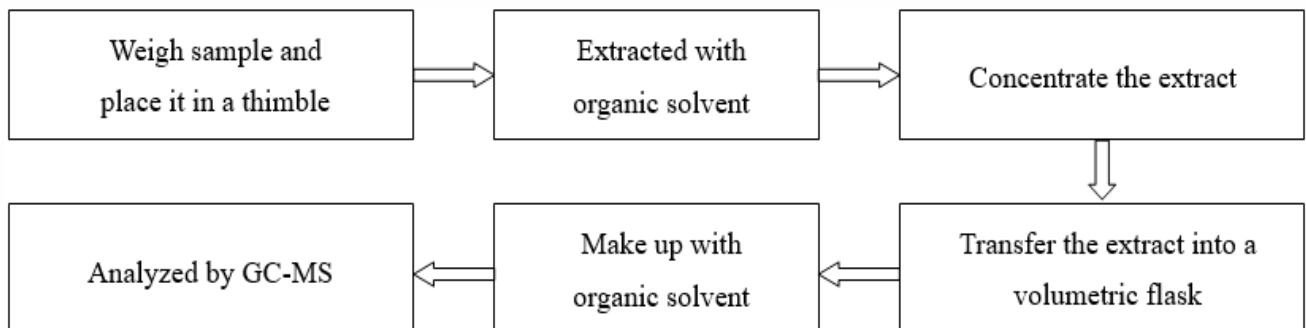 Weigh sample and
place it in a thimble
Extracted with
organic solvent
Concentrate the extract
Transfer the extract into a
volumetric flask
Make up with
organic solvent
Analyzed by GC-MS